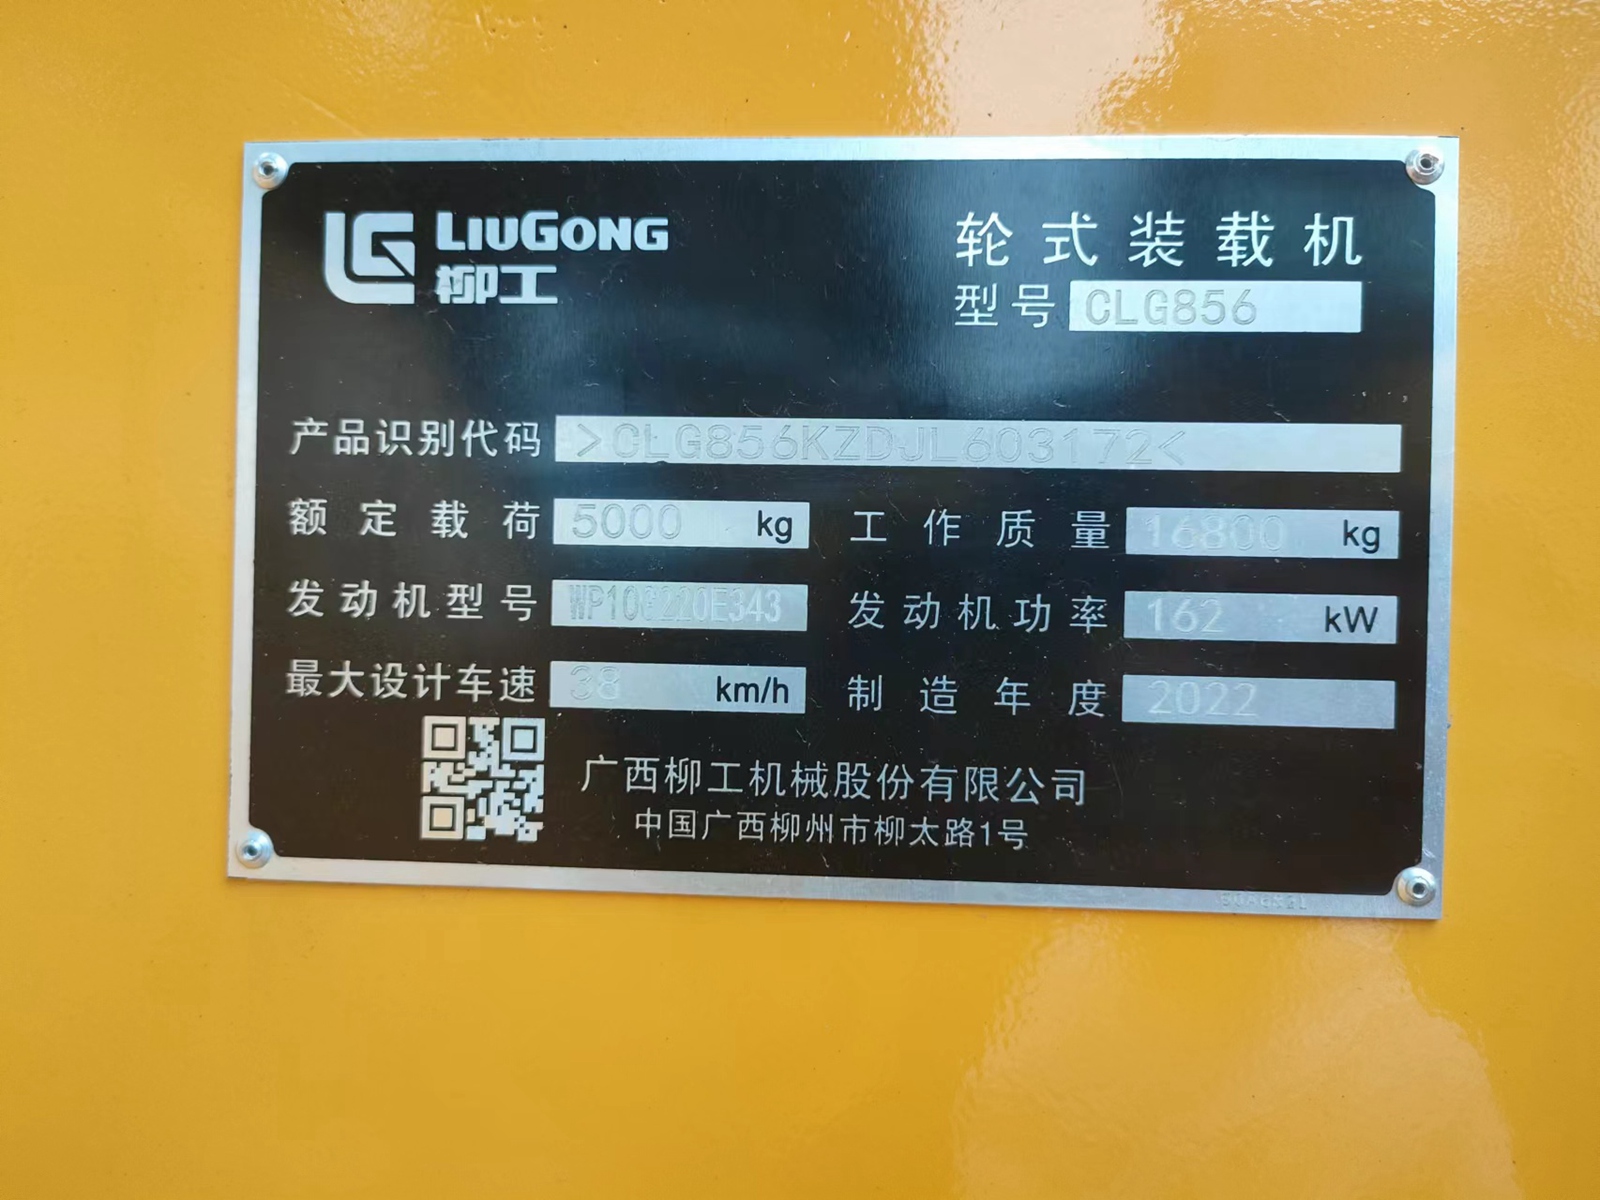 LIUGONG
柳工
轮式装载机
型号 CLG856
产品识别代码 >CLG856KZDJL603172<
额定载荷 5000 kg 工作质量 16800 kg
发动机型号 WP10G220E343 发动机功率 162 kW
最大设计车速 38 km/h 制造年度 2022
广西柳工机械股份有限公司
中国广西柳州市柳太路1号